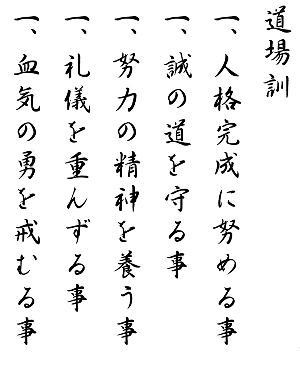 道場訓
一、人格完成に努める事
一、誠の道を守る事
一、努力の精神を養う事
一、礼儀を重んずる事
一、血気の勇を戒むる事